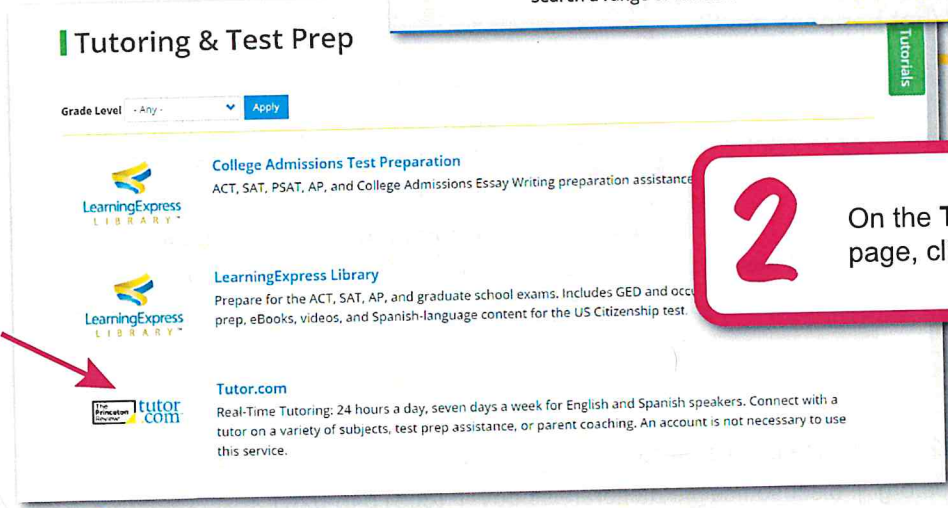 Tutoring & Test Prep
Tutorials
Grade Level - Any - Apply
LearningExpress
LIBRARY™
College Admissions Test Preparation
ACT, SAT, PSAT, AP, and College Admissions Essay Writing preparation assistance
2
On the
page, cl
LearningExpress
LIBRARY™
LearningExpress Library
Prepare for the ACT, SAT, AP, and graduate school exams. Includes GED and occu
prep, eBooks, videos, and Spanish-language content for the US Citizenship test.
The Princeton Review
tutor
.com
Tutor.com
Real-Time Tutoring: 24 hours a day, seven days a week for English and Spanish speakers. Connect with a
tutor on a variety of subjects, test prep assistance, or parent coaching. An account is not necessary to use
this service.